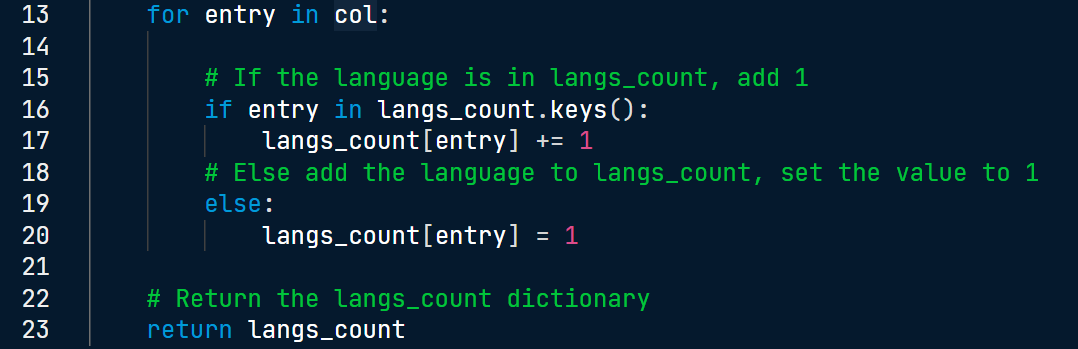 13 for entry in col:
14
15 # If the language is in langs_count, add 1
16 if entry in langs_count.keys():
17 langs_count[entry] += 1
18 # Else add the language to langs_count, set the value to 1
19 else:
20 langs_count[entry] = 1
21
22 # Return the langs_count dictionary
23 return langs_count